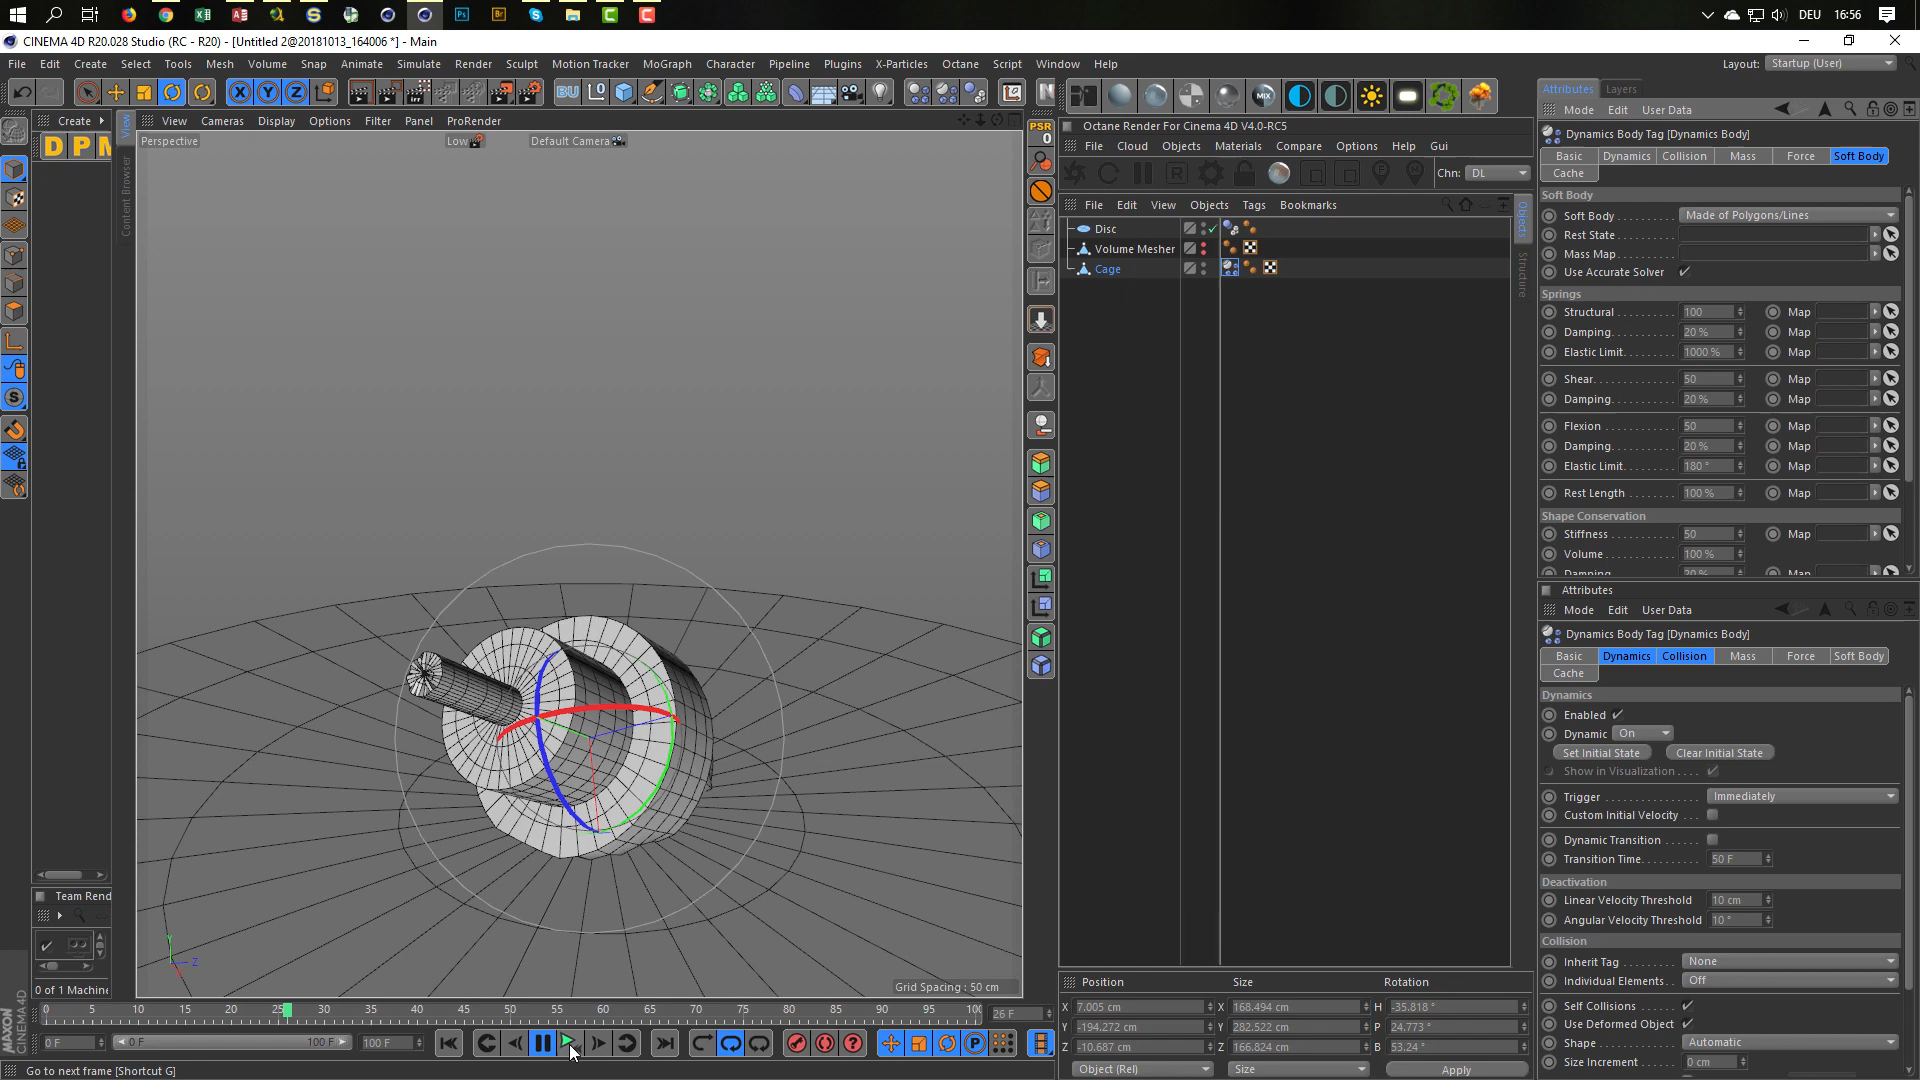 DEU 16:56
CINEMA 4D R20.028 Studio (RC - R20) - [Untitled 2@20181013_164006 *] - Main
File Edit Create Select Tools Mesh Volume Snap Animate Simulate Render Sculpt Motion Tracker MoGraph Character Pipeline Plugins X-Particles Octane Script Window Help
Layout: Startup (User)
Create
View Cameras Display Options Filter Panel ProRender
Perspective
Low
Default Camera
View
Content Browser
D P M
PSR
0
MIX
Octane Render For Cinema 4D V4.0-RC5
File Cloud Objects Materials Compare Options Help Gui
Chn: DL
File Edit View Objects Tags Bookmarks
Disc
Volume Mesher
Cage
Objects
Structure
Attributes Layers
Mode Edit User Data
Dynamics Body Tag [Dynamics Body]
Basic Dynamics Collision Mass Force Soft Body
Cache
Soft Body
Soft Body Made of Polygons/Lines
Rest State
Mass Map
Use Accurate Solver
Springs
Structural 100 Map
Damping 20 % Map
Elastic Limit 1000 % Map
Shear 50 Map
Damping 20 % Map
Flexion 50 Map
Damping 20 % Map
Elastic Limit 180 ° Map
Rest Length 100 % Map
Shape Conservation
Stiffness 50 Map
Volume 100 %
Damping 20 % Map
Attributes
Mode Edit User Data
Dynamics Body Tag [Dynamics Body]
Basic Dynamics Collision Mass Force Soft Body
Cache
Dynamics
Enabled
Dynamic On
Set Initial State Clear Initial State
Show in Visualization
Trigger Immediately
Custom Initial Velocity
Dynamic Transition
Transition Time 50 F
Deactivation
Linear Velocity Threshold 10 cm
Angular Velocity Threshold 10 °
Collision
Inherit Tag None
Individual Elements Off
Self Collisions
Use Deformed Object
Shape Automatic
Size Increment 0 cm
Team Rend
0 of 1 Machine
Y
Z
X
Grid Spacing : 50 cm
0 5 10 15 20 25 30 35 40 45 50 55 60 65 70 75 80 85 90 95 100
26 F
0 F 0 F 100 F 100 F
Position Size Rotation
X 7.005 cm X 168.494 cm H -35.818 °
Y -194.272 cm Y 282.522 cm P 24.773 °
Z -10.687 cm Z 166.824 cm B 53.24 °
Object (Rel) Size Apply
MAXON CINEMA 4D
Go to next frame [Shortcut G]